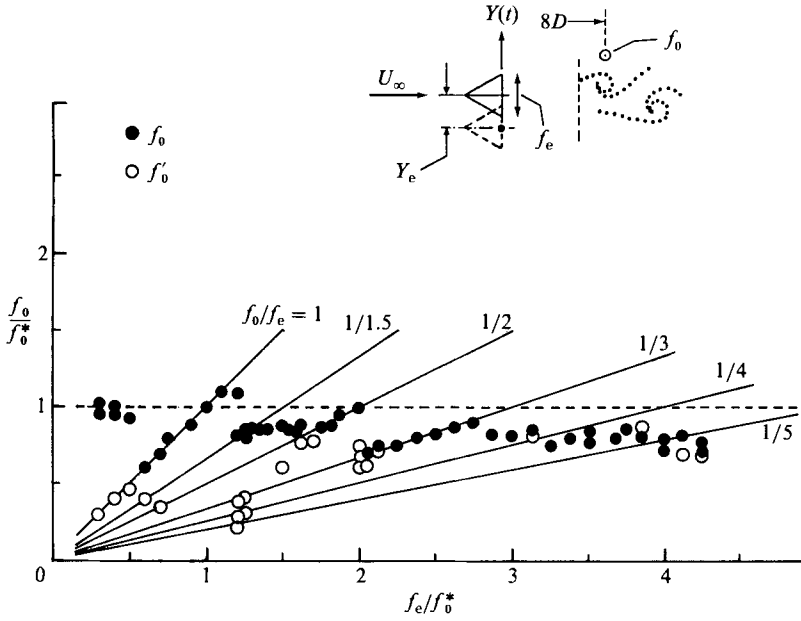 Y(t)
8D
f₀
U∞
fₑ
Yₑ
● f₀
○ f′₀
2
1
0
f₀/f₀*
f₀/fₑ = 1
1/1.5
1/2
1/3
1/4
1/5
1 2 3 4
fₑ/f₀*